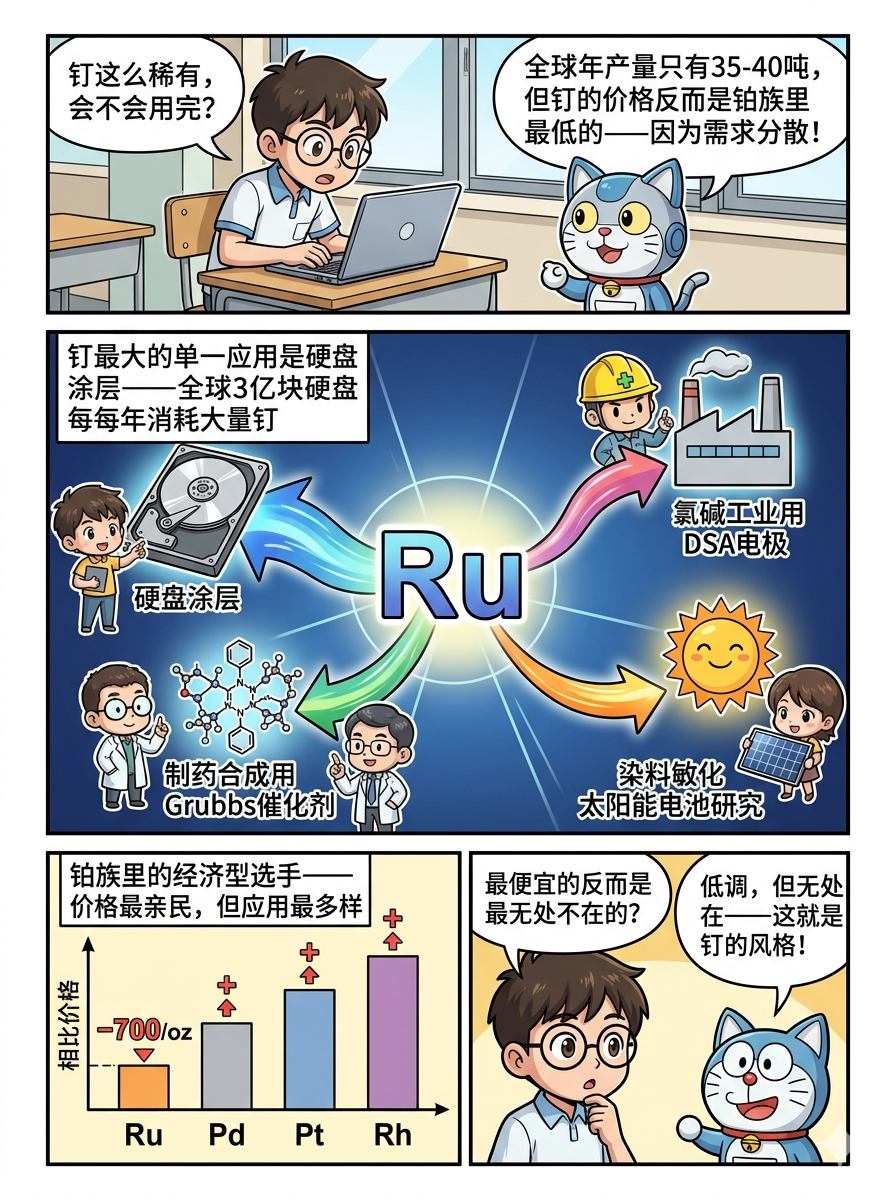 钌这么稀有，
会不会用完？
全球年产量只有35-40吨，
但钌的价格反而是铂族里
最低的——因为需求分散！
钌最大的单一应用是硬盘
涂层——全球3亿块硬盘
每每年消耗大量钌
Ru
硬盘涂层
氯碱工业用
DSA电极
制药合成用
Grubbs催化剂
染料敏化
太阳能电池研究
铂族里的经济型选手——
价格最亲民，但应用最多样
相比价格
~700/oz
Ru
Pd
Pt
Rh
最便宜的反而是
最无处不在的？
低调，但无处
在——这就是
钌的风格！